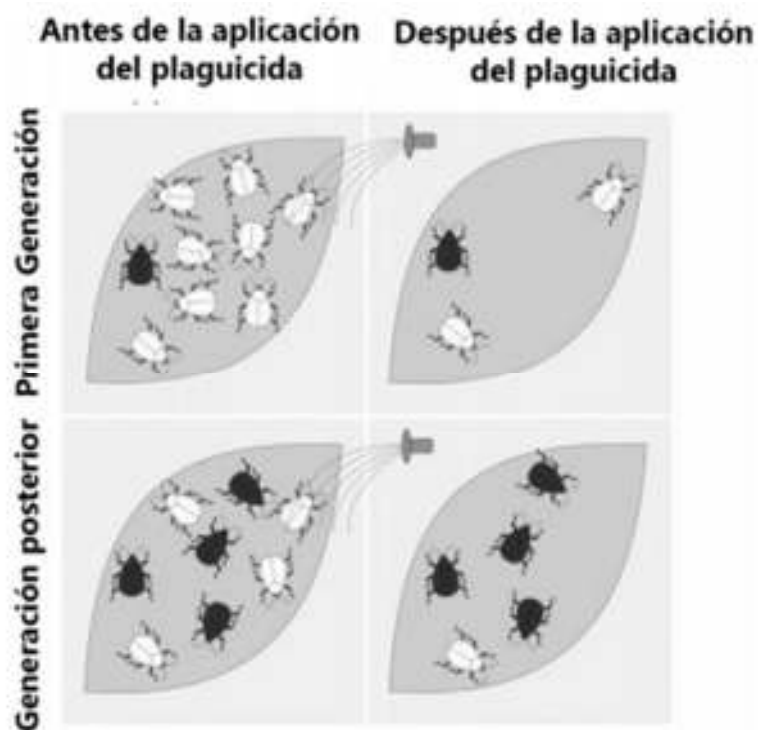 Antes de la aplicación
del plaguicida
Después de la aplicación
del plaguicida
Primera Generación
Generación posterior